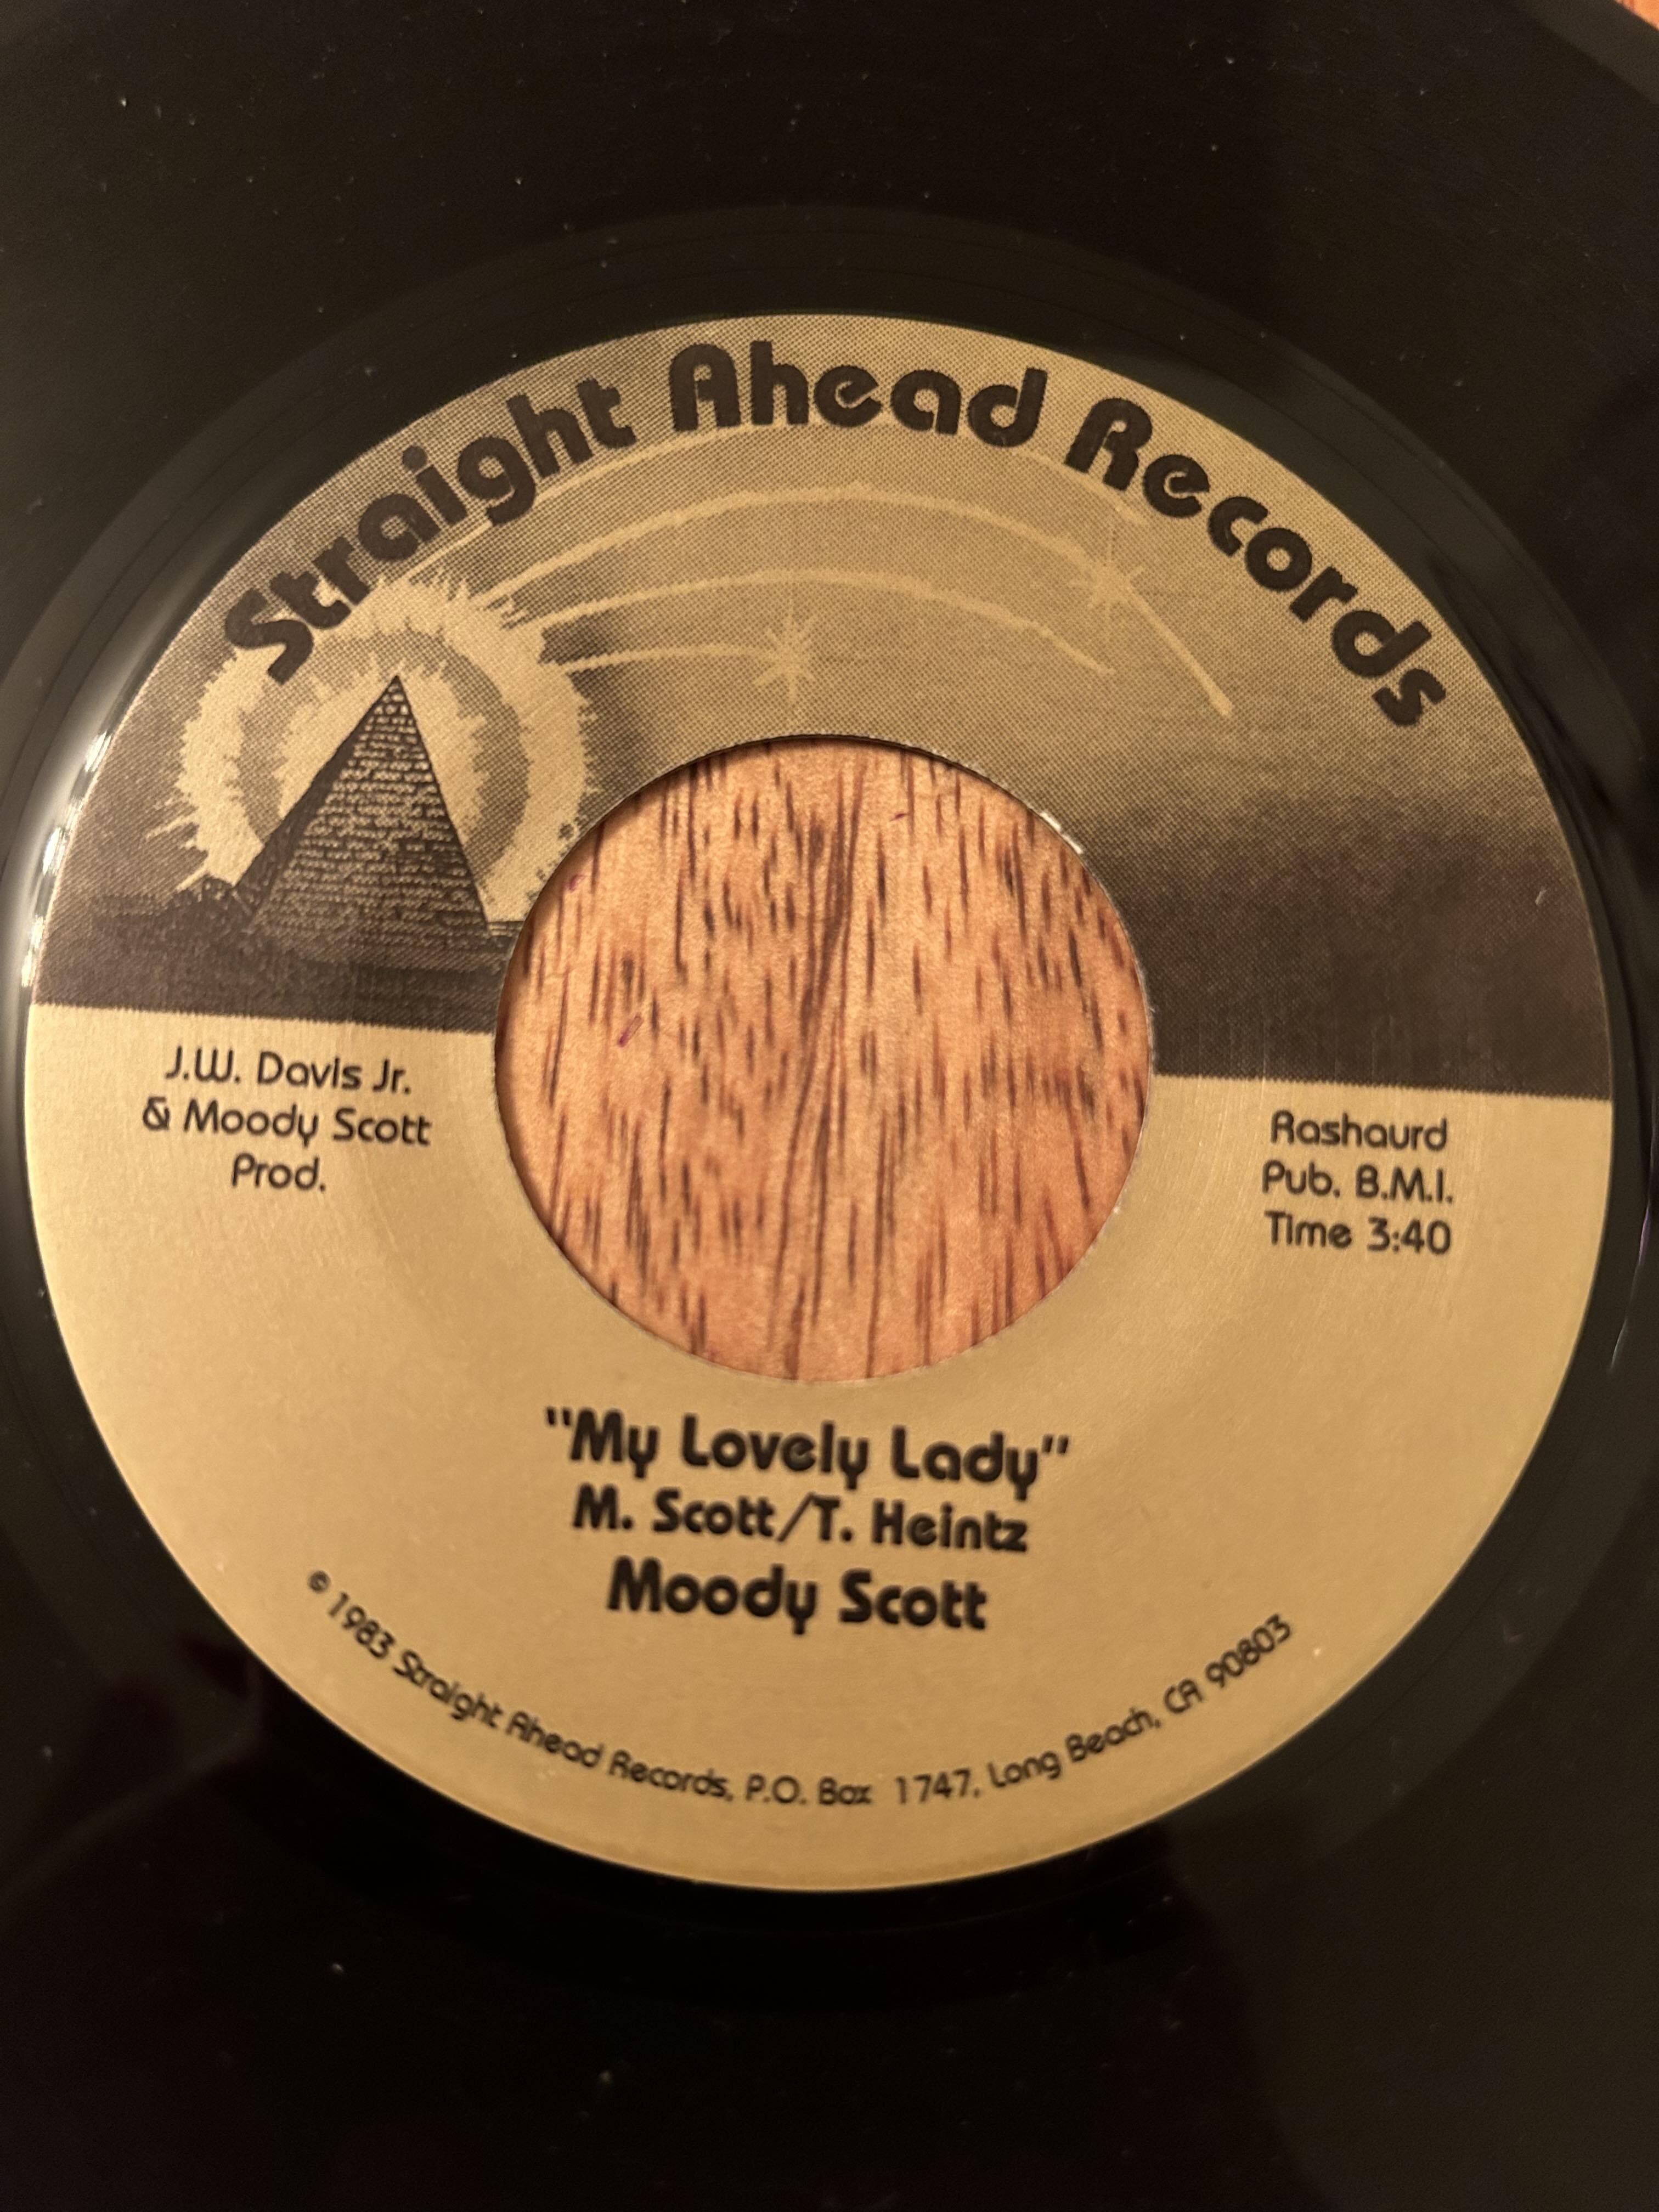 Straight Ahead Records
J.W. Davis Jr.
& Moody Scott
Prod.
Rashaurd
Pub. B.M.I.
Time 3:40
"My Lovely Lady"
M. Scott/T. Heintz
Moody Scott
© 1983 Straight Ahead Records, P.O. Box 1747, Long Beach, CA 90803